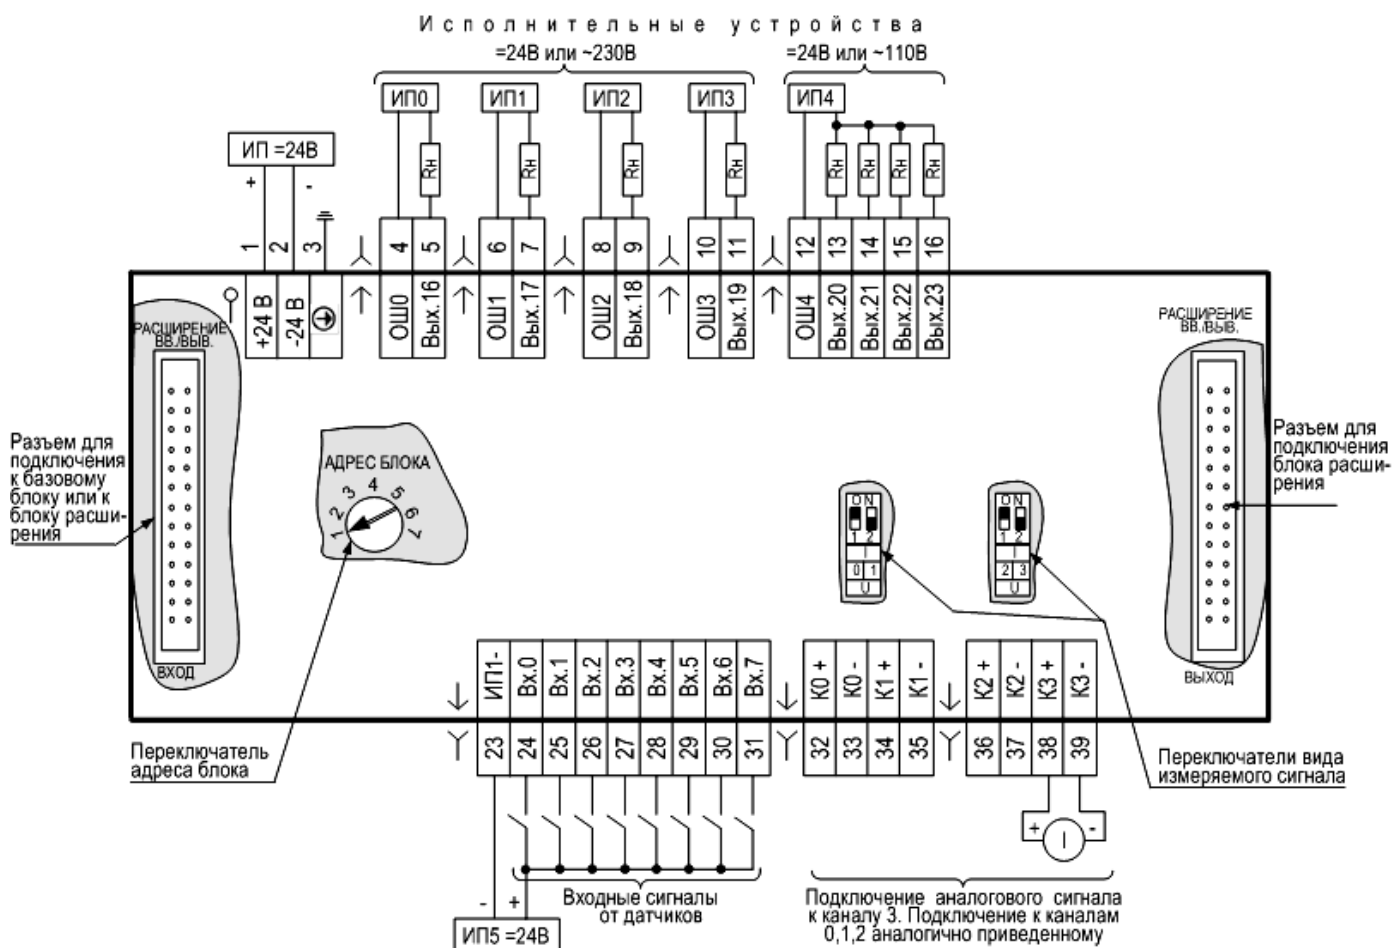 Исполнительные устройства
=24В или ~230В
=24В или ~110В
ИП0
ИП1
ИП2
ИП3
ИП4
ИП =24В
+
-
Rн
Rн
Rн
Rн
Rн
Rн
Rн
Rн
1
2
3
4
5
6
7
8
9
10
11
12
13
14
15
16
+24 В
-24 В
ОШ0
Вых.16
ОШ1
Вых.17
ОШ2
Вых.18
ОШ3
Вых.19
ОШ4
Вых.20
Вых.21
Вых.22
Вых.23
РАСШИРЕНИЕ
ВВ./ВЫВ.
РАСШИРЕНИЕ
ВВ./ВЫВ.
Разъем для
подключения
к базовому
блоку или к
блоку расши-
рения
АДРЕС БЛОКА
1
2
3
4
5
6
7
ON
1 2
I
0 1
U
ON
1 2
I
2 3
U
Разъем для
подключения
блока расши-
рения
ВХОД
ВЫХОД
ИП1-
Вх.0
Вх.1
Вх.2
Вх.3
Вх.4
Вх.5
Вх.6
Вх.7
К0 +
К0 -
К1 +
К1 -
К2 +
К2 -
К3 +
К3 -
23
24
25
26
27
28
29
30
31
32
33
34
35
36
37
38
39
Переключатель
адреса блока
Переключатели вида
измеряемого сигнала
+
-
I
- +
ИП5 =24В
Входные сигналы
от датчиков
Подключение аналогового сигнала
к каналу 3. Подключение к каналам
0,1,2 аналогично приведенному